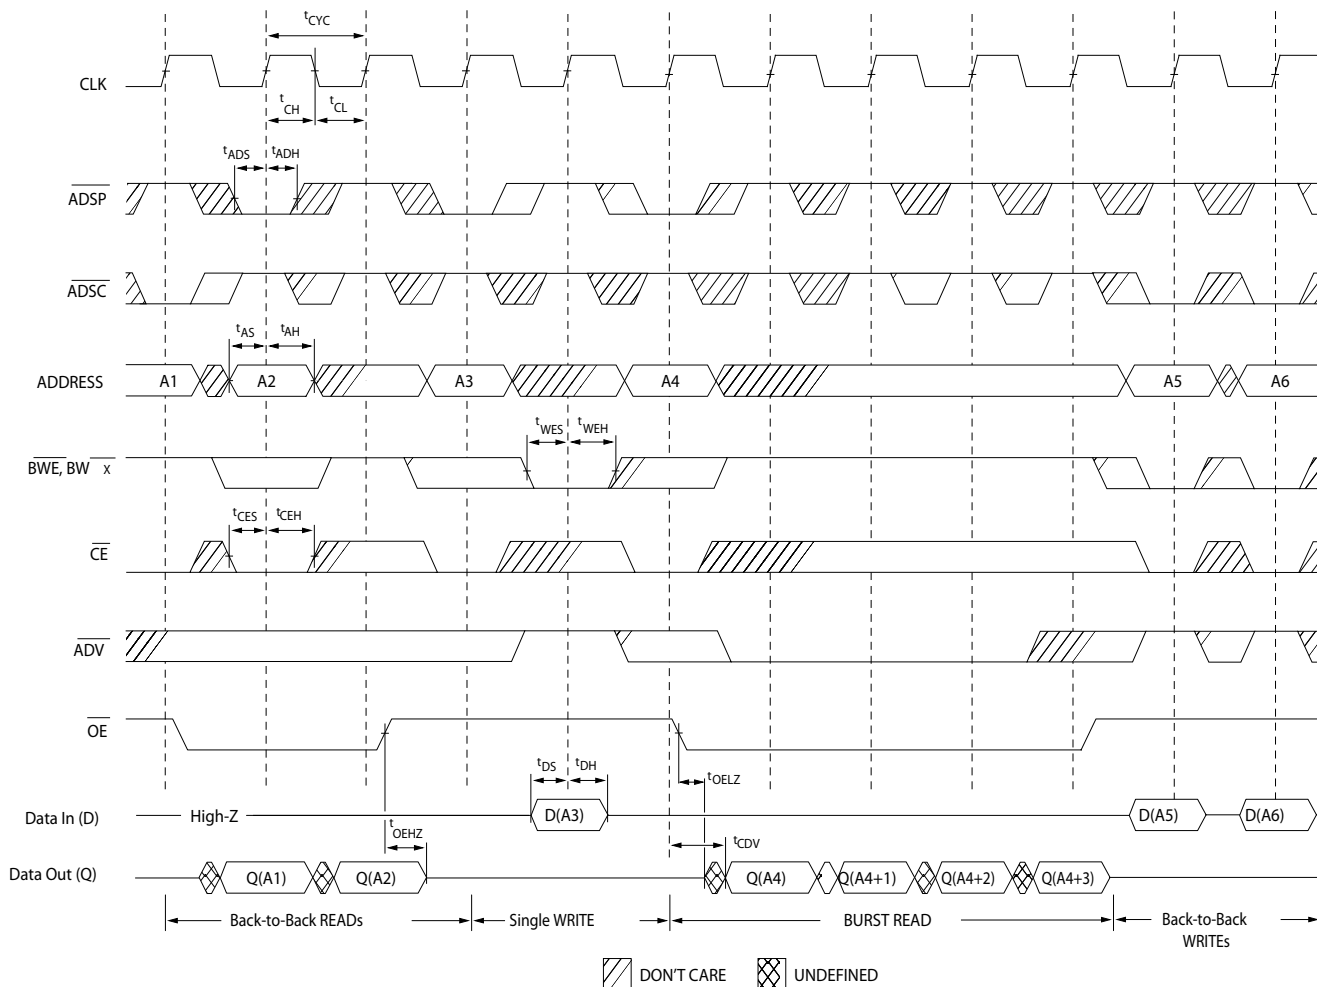 tCYC
CLK
tCH
tCL
tADS
tADH
ADSP
ADSC
tAS
tAH
ADDRESS
A1
A2
A3
A4
A5
A6
tWES
tWEH
BWE, BW x
tCES
tCEH
CE
ADV
OE
tDS
tDH
tOELZ
Data In (D)
High-Z
D(A3)
D(A5)
D(A6)
tOEHZ
tCDV
Data Out (Q)
Q(A1)
Q(A2)
Q(A4)
Q(A4+1)
Q(A4+2)
Q(A4+3)
Back-to-Back READs
Single WRITE
BURST READ
Back-to-Back
WRITEs
DON'T CARE
UNDEFINED